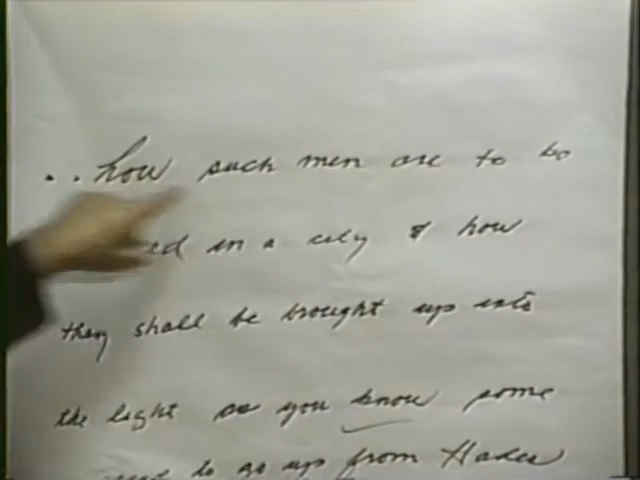 . . how such men are to be
in a city & how
they shall be brought up into
the light as you know some
to go up from Hades